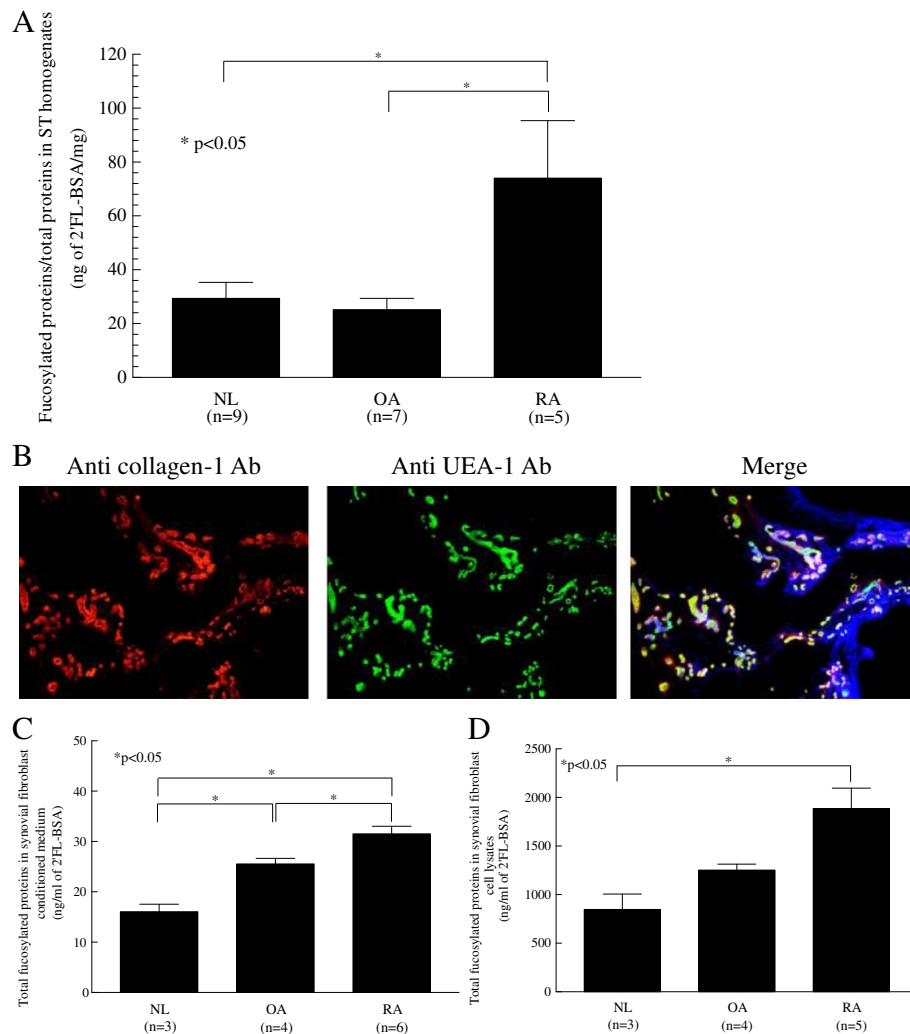 A
Fucosylated proteins/total proteins in ST homogenates
(ng of 2'FL-BSA/mg)
120
100
80
60
40
20
0
* p<0.05
*
*
NL
(n=9)
OA
(n=7)
RA
(n=5)
B
Anti collagen-1 Ab
Anti UEA-1 Ab
Merge
C
Total fucosylated proteins in synovial fibroblast
conditioned medium
(ng/ml of 2'FL-BSA)
50
40
30
20
10
0
*p<0.05
*
*
*
NL
(n=3)
OA
(n=4)
RA
(n=6)
D
Total fucosylated proteins in synovial fibroblast
cell lysates
(ng/ml of 2'FL-BSA)
2500
2000
1500
1000
500
0
*p<0.05
*
NL
(n=3)
OA
(n=4)
RA
(n=5)